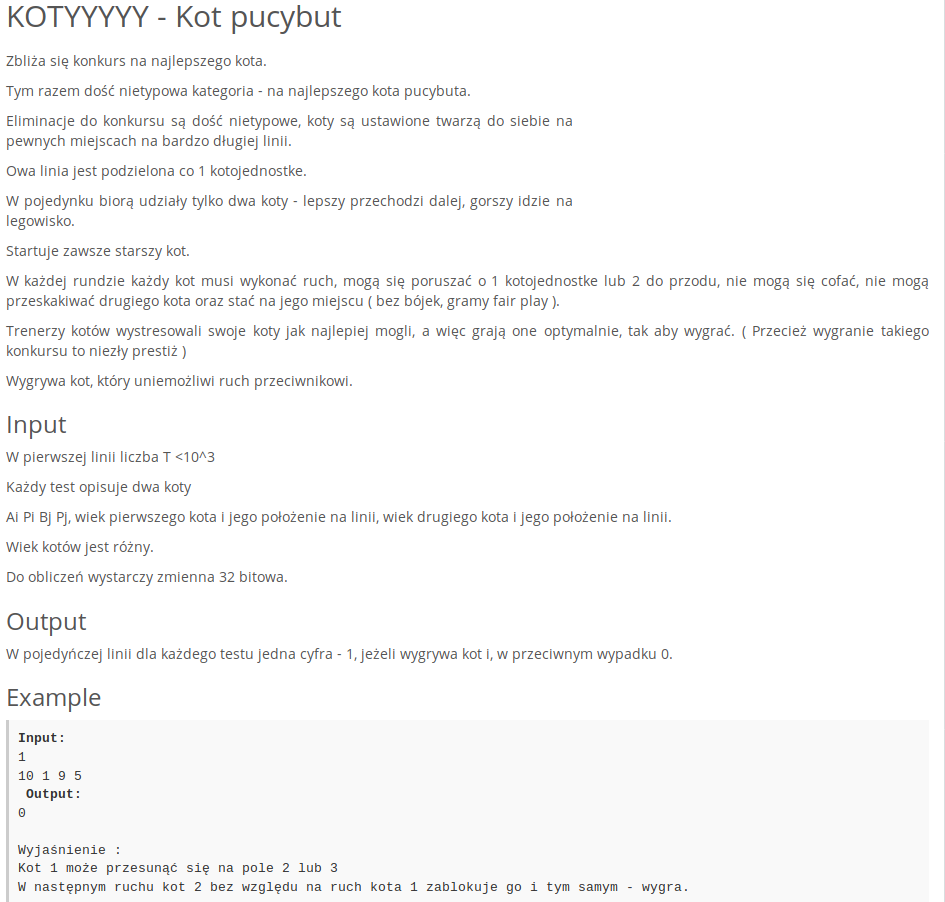 KOTYYYYY - Kot pucybut
Zbliża się konkurs na najlepszego kota.
Tym razem dość nietypowa kategoria - na najlepszego kota pucybuta.
Eliminacje do konkursu są dość nietypowe, koty są ustawione twarzą do siebie na
pewnych miejscach na bardzo długiej linii.
Owa linia jest podzielona co 1 kotojednostke.
W pojedynku biorą udziały tylko dwa koty - lepszy przechodzi dalej, gorszy idzie na
legowisko.
Startuje zawsze starszy kot.
W każdej rundzie każdy kot musi wykonać ruch, mogą się poruszać o 1 kotojednostke lub 2 do przodu, nie mogą się cofać, nie mogą
przeskakiwać drugiego kota oraz stać na jego miejscu ( bez bójek, gramy fair play ).
Trenerzy kotów wystresowali swoje koty jak najlepiej mogli, a więc grają one optymalnie, tak aby wygrać. ( Przecież wygranie takiego
konkursu to niezły prestiż )
Wygrywa kot, który uniemożliwi ruch przeciwnikowi.
Input
W pierwszej linii liczba T <10^3
Każdy test opisuje dwa koty
Ai Pi Bj Pj, wiek pierwszego kota i jego położenie na linii, wiek drugiego kota i jego położenie na linii.
Wiek kotów jest różny.
Do obliczeń wystarczy zmienna 32 bitowa.
Output
W pojedyńczej linii dla każdego testu jedna cyfra - 1, jeżeli wygrywa kot i, w przeciwnym wypadku 0.
Example
Input:
1
10 1 9 5
Output:
0
Wyjaśnienie :
Kot 1 może przesunąć się na pole 2 lub 3
W następnym ruchu kot 2 bez względu na ruch kota 1 zablokuje go i tym samym - wygra.